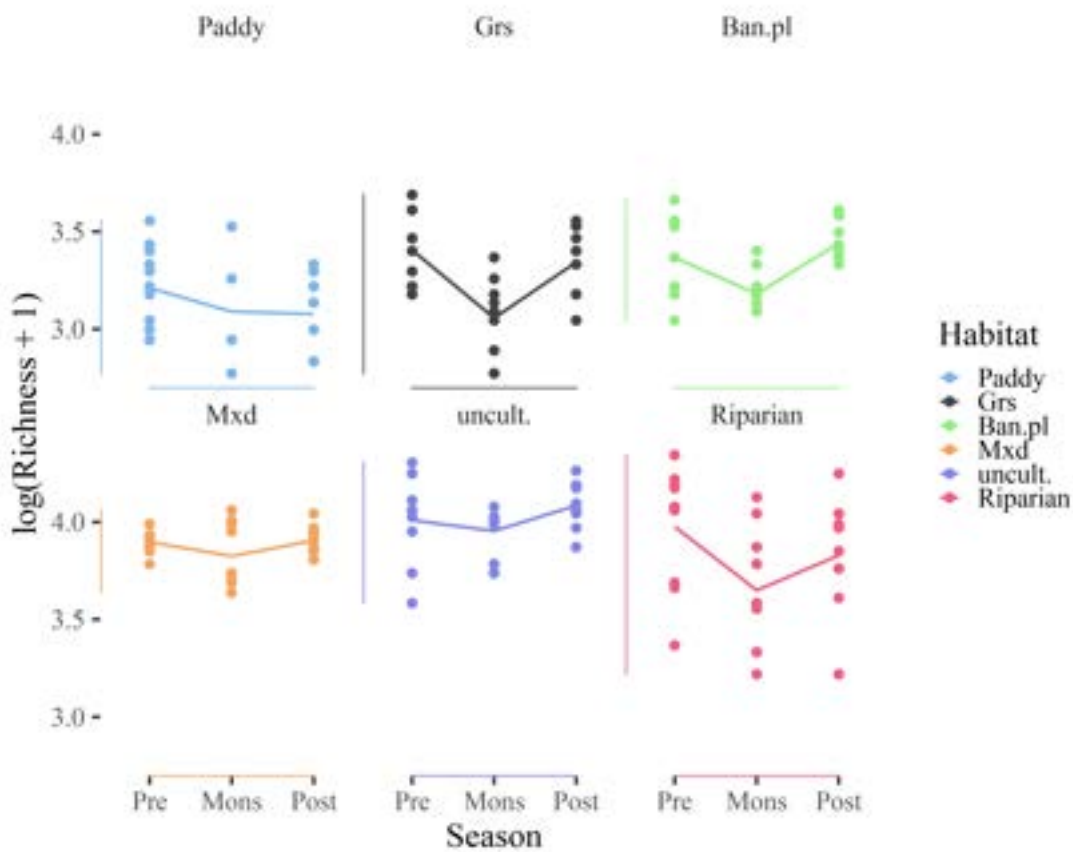 Paddy Grs Ban.pl
4.0
3.5
3.0
log(Richness + 1)
Mxd uncult. Riparian
4.0
3.5
3.0
Pre Mons Post Pre Mons Post Pre Mons Post
Season
Habitat
Paddy
Grs
Ban.pl
Mxd
uncult.
Riparian